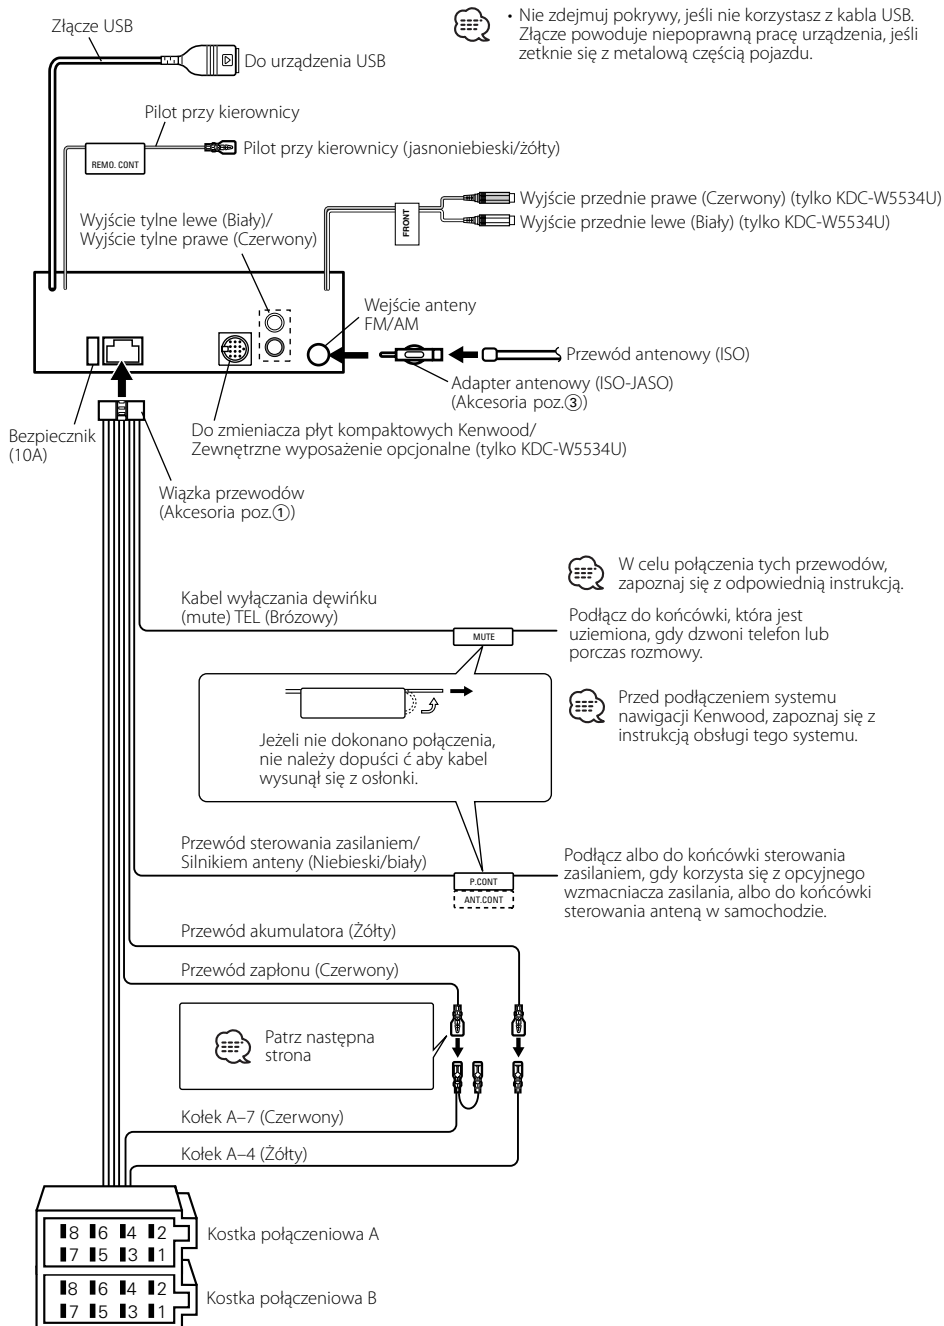 Złącze USB
Do urządzenia USB
• Nie zdejmuj pokrywy, jeśli nie korzystasz z kabla USB.
Złącze powoduje niepoprawną pracę urządzenia, jeśli
zetknie się z metalową częścią pojazdu.
Pilot przy kierownicy
REMO. CONT
Pilot przy kierownicy (jasnoniebieski/żółty)
Wyjście tylne lewe (Biały)/
Wyjście tylne prawe (Czerwony)
FRONT
Wyjście przednie prawe (Czerwony) (tylko KDC-W5534U)
Wyjście przednie lewe (Biały) (tylko KDC-W5534U)
Wejście anteny
FM/AM
Przewód antenowy (ISO)
Adapter antenowy (ISO-JASO)
(Akcesoria poz.③)
Bezpiecznik
(10A)
Do zmieniacza płyt kompaktowych Kenwood/
Zewnętrzne wyposażenie opcjonalne (tylko KDC-W5534U)
Wiązka przewodów
(Akcesoria poz.①)
W celu połączenia tych przewodów,
zapoznaj się z odpowiednią instrukcją.
Kabel wyłączania dęwińku
(mute) TEL (Brózowy)
MUTE
Podłącz do końcówki, która jest
uziemiona, gdy dzwoni telefon lub
porczas rozmowy.
Jeżeli nie dokonano połączenia,
nie należy dopuści ć aby kabel
wysunął się z osłonki.
Przed podłączeniem systemu
nawigacji Kenwood, zapoznaj się z
instrukcją obsługi tego systemu.
Przewód sterowania zasilaniem/
Silnikiem anteny (Niebieski/biały)
P.CONT
ANT.CONT
Podłącz albo do końcówki sterowania
zasilaniem, gdy korzysta się z opcyjnego
wzmacniacza zasilania, albo do końcówki
sterowania anteną w samochodzie.
Przewód akumulatora (Żółty)
Przewód zapłonu (Czerwony)
Patrz następna
strona
Kołek A–7 (Czerwony)
Kołek A–4 (Żółty)
8 6 4 2
7 5 3 1
Kostka połączeniowa A
8 6 4 2
7 5 3 1
Kostka połączeniowa B